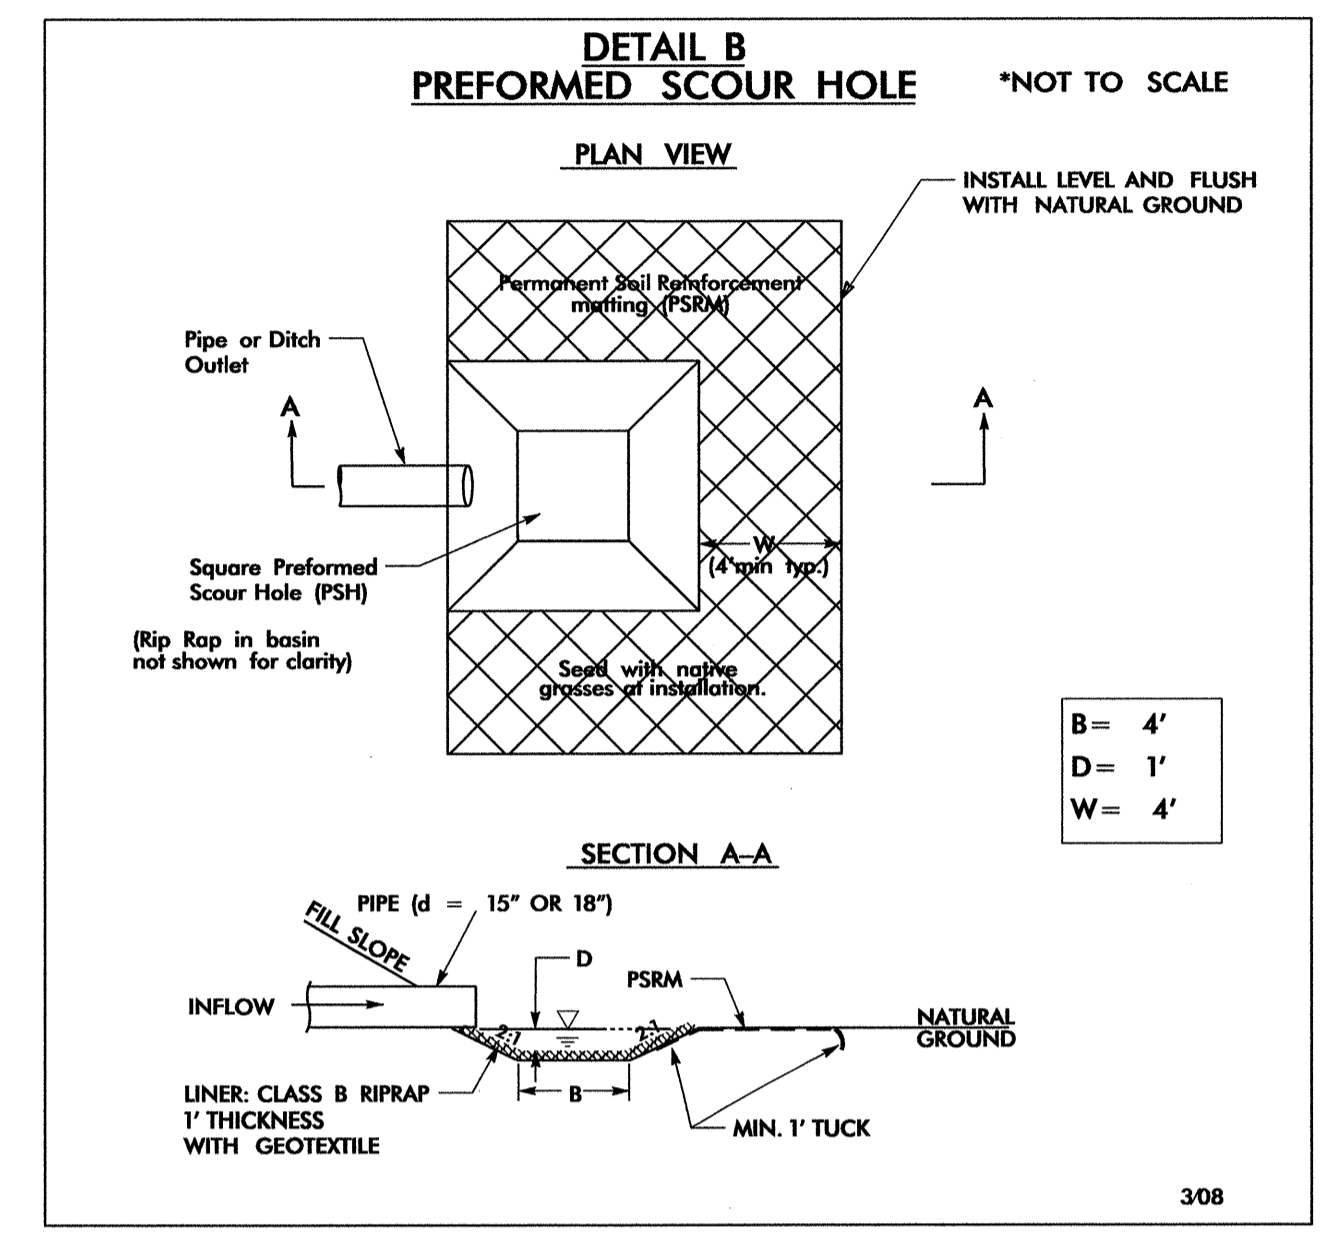 DETAIL B
PREFORMED SCOUR HOLE
*NOT TO SCALE
PLAN VIEW
INSTALL LEVEL AND FLUSH
WITH NATURAL GROUND
Permanent Soil Reinforcement
matting (PSRM)
Pipe or Ditch
Outlet
A
A
W
(4'min typ.)
Square Preformed
Scour Hole (PSH)
(Rip Rap in basin
not shown for clarity)
Seed with native
grasses at installation.
B= 4'
D= 1'
W= 4'
SECTION A-A
PIPE (d = 15" OR 18")
FILL SLOPE
D
PSRM
INFLOW
2:1
2:1
NATURAL
GROUND
B
LINER: CLASS B RIPRAP
1' THICKNESS
WITH GEOTEXTILE
MIN. 1' TUCK
3/08